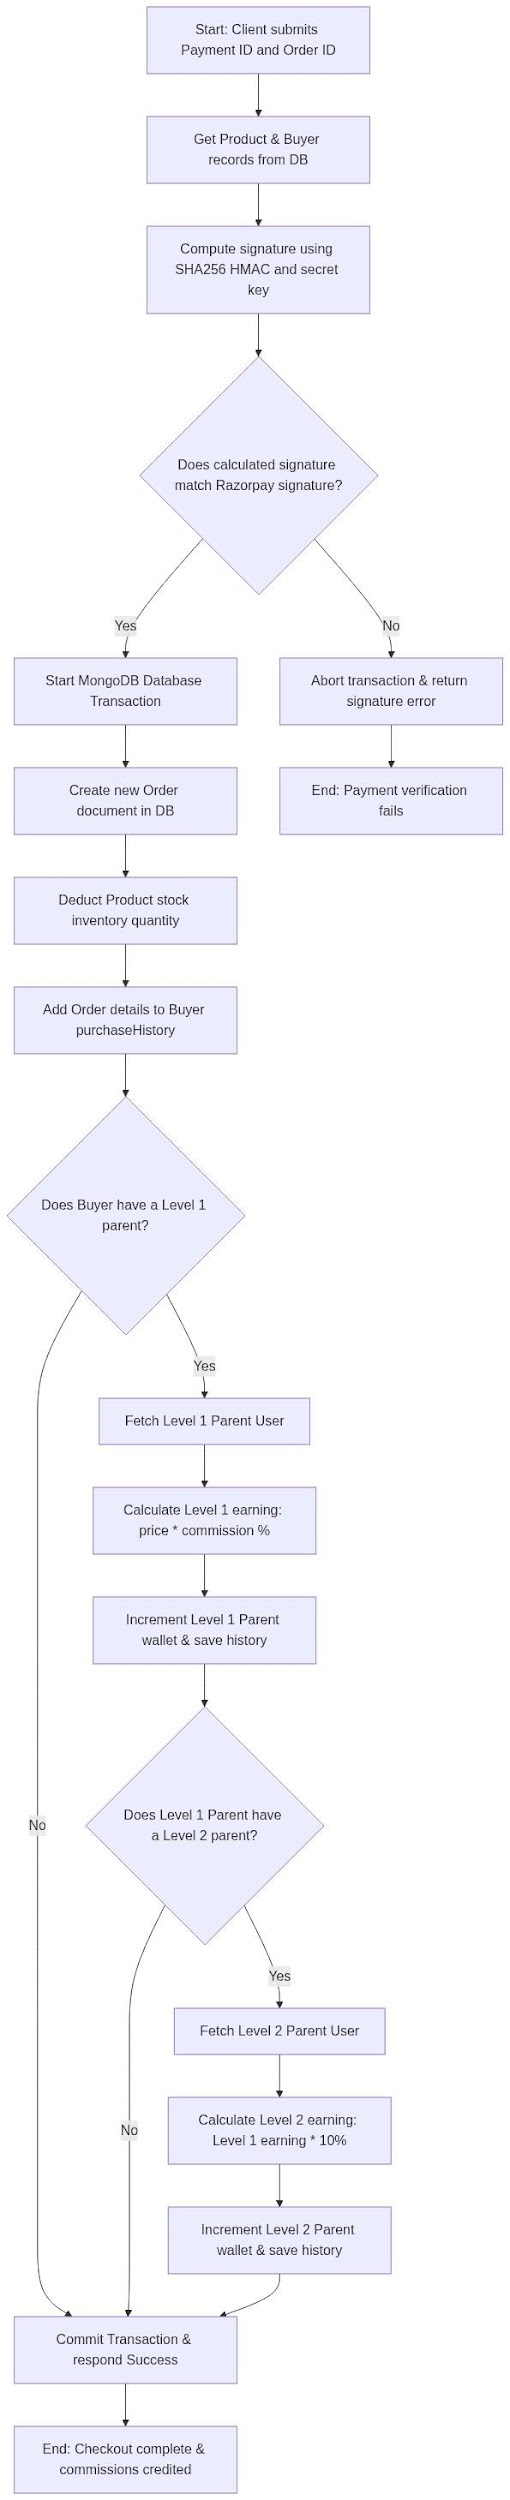 Start: Client submits
Payment ID and Order ID
Get Product & Buyer
records from DB
Compute signature using
SHA256 HMAC and secret
key
Does calculated signature
match Razorpay signature?
Yes
No
Start MongoDB Database
Transaction
Abort transaction & return
signature error
Create new Order
document in DB
End: Payment verification
fails
Deduct Product stock
inventory quantity
Add Order details to Buyer
purchaseHistory
Does Buyer have a Level 1
parent?
Yes
Fetch Level 1 Parent User
Calculate Level 1 earning:
price * commission %
Increment Level 1 Parent
wallet & save history
No
Does Level 1 Parent have
a Level 2 parent?
Yes
Fetch Level 2 Parent User
No
Calculate Level 2 earning:
Level 1 earning * 10%
Increment Level 2 Parent
wallet & save history
Commit Transaction &
respond Success
End: Checkout complete &
commissions credited